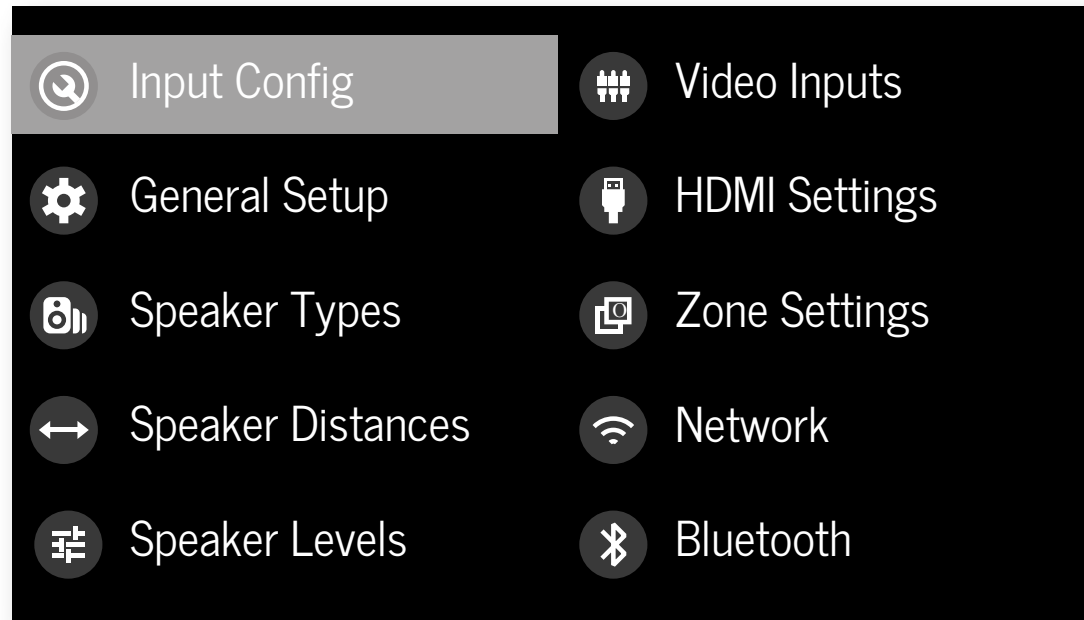 Input Config
General Setup
Speaker Types
Speaker Distances
Speaker Levels
Video Inputs
HDMI Settings
Zone Settings
Network
Bluetooth